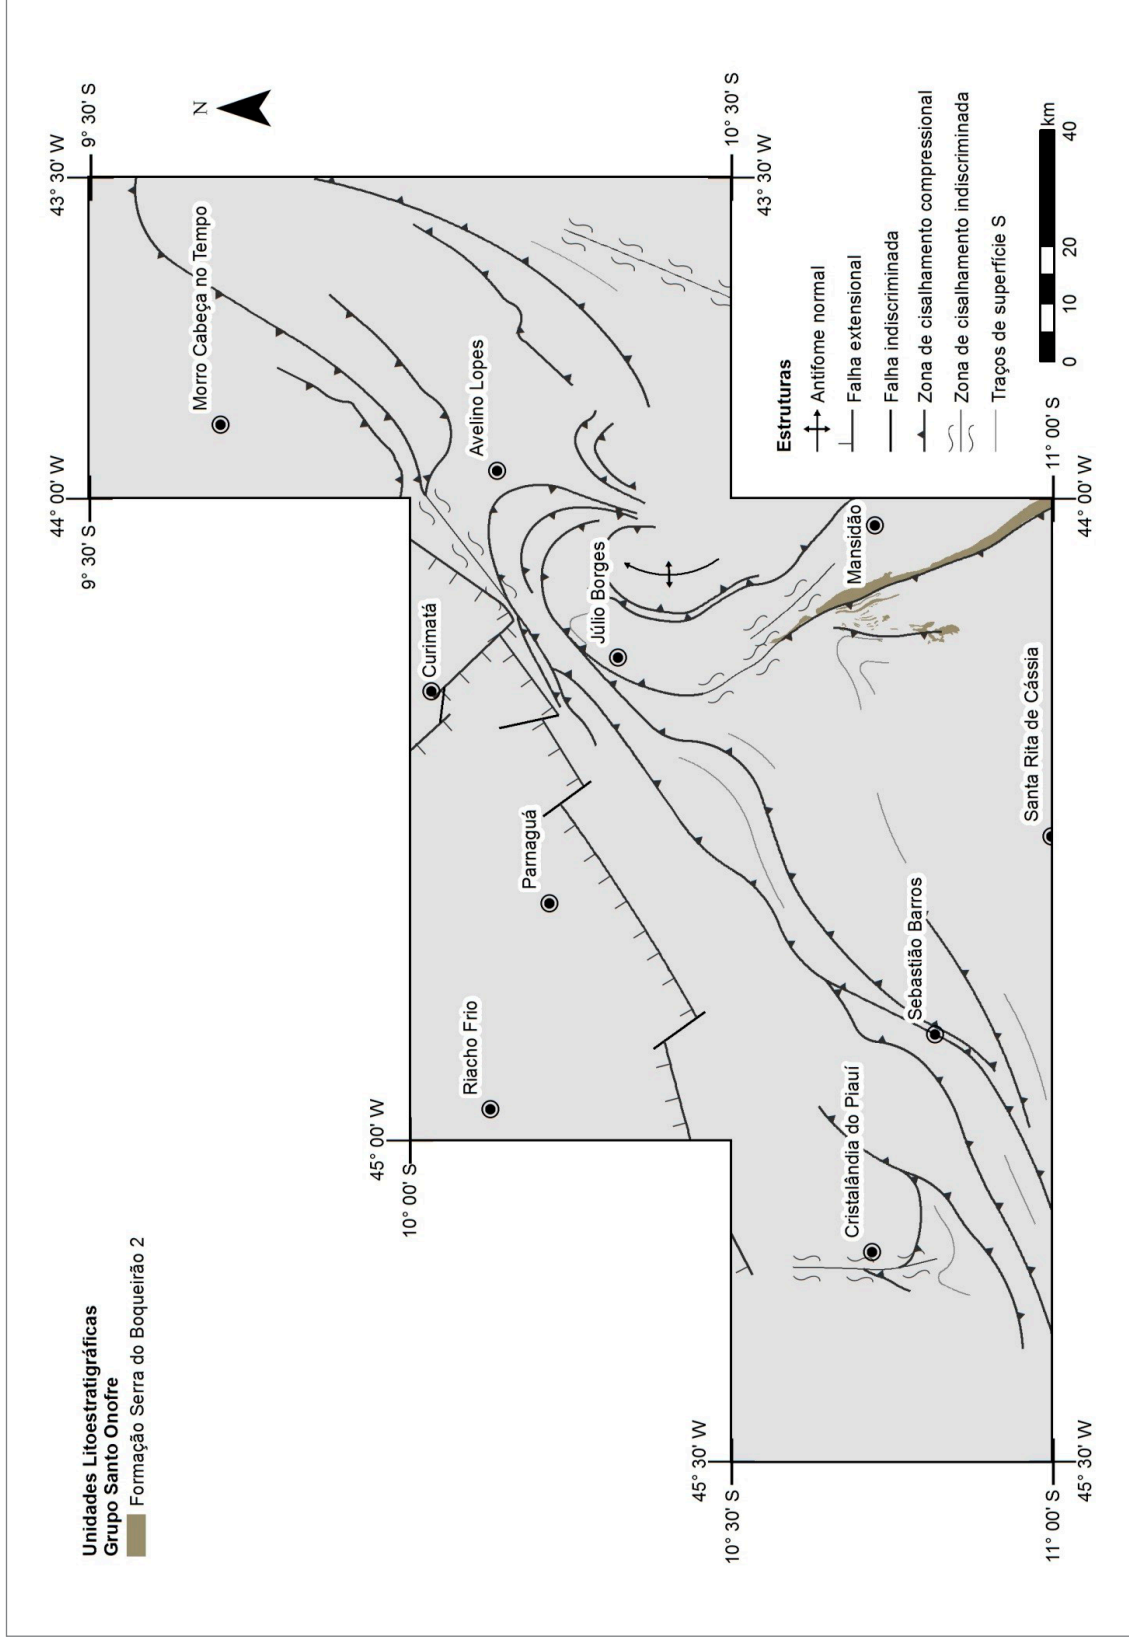 Unidades Litoestratigráficas
Grupo Santo Onofre
Formação Serra do Boqueirão 2
44° 00' W
43° 30' W
9° 30' S
9° 30' S
N
Morro Cabeça no Tempo
45° 00' W
10° 00' S
Curimatá
Avelino Lopes
Riacho Frio
Parnaguá
Júlio Borges
45° 30' W
10° 30' S
10° 30' S
43° 30' W
Cristalândia do Piauí
Sebastião Barros
Mansidão
Santa Rita de Cássia
11° 00' S
45° 30' W
11° 00' S
44° 00' W
Estruturas
Antifome normal
Falha extensional
Falha indiscriminada
Zona de cisalhamento compressional
Zona de cisalhamento indiscriminada
Traços de superfície S
0 10 20 40
km